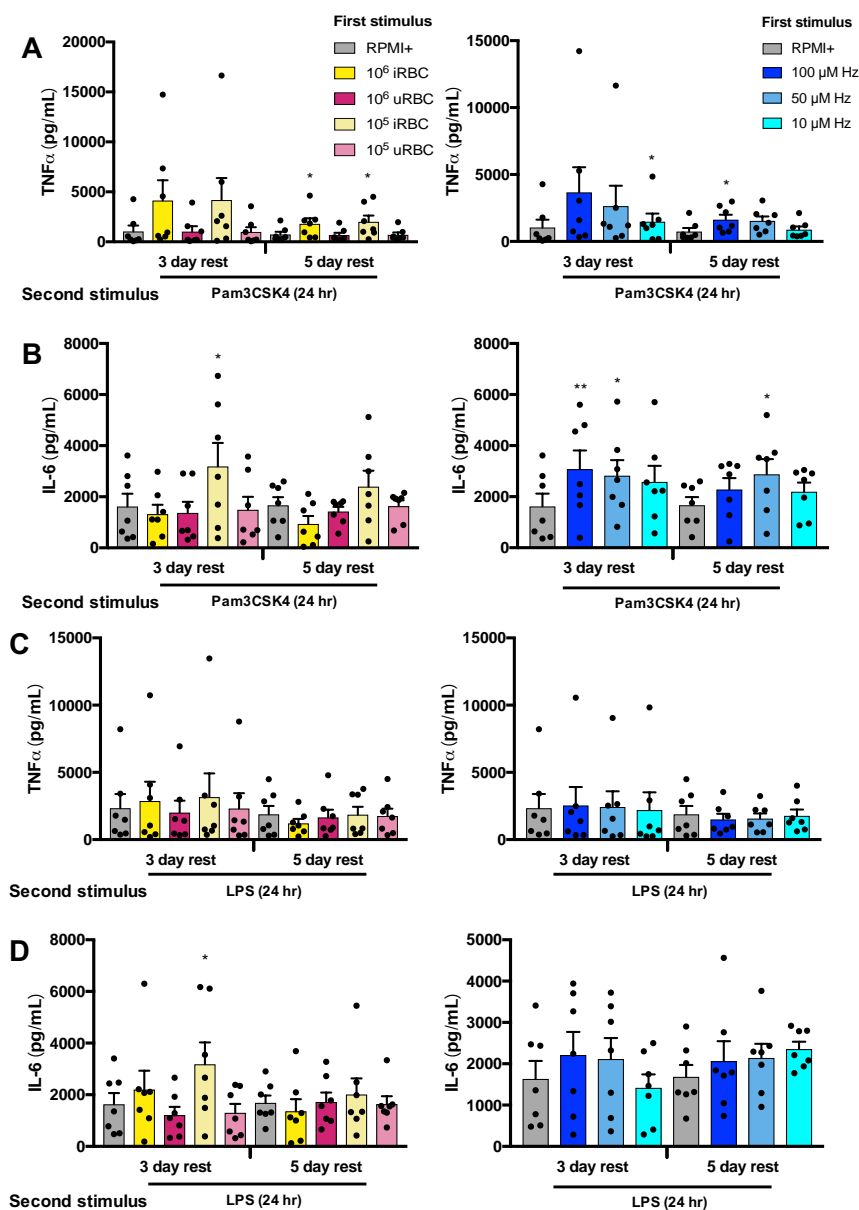 A
First stimulus
RPMI+
10⁶ iRBC
10⁶ uRBC
10⁵ iRBC
10⁵ uRBC
TNFα (pg/mL)
20000
15000
10000
5000
0
* *
3 day rest 5 day rest
Second stimulus Pam3CSK4 (24 hr)
First stimulus
RPMI+
100 µM Hz
50 µM Hz
10 µM Hz
TNFα (pg/mL)
15000
10000
5000
0
* *
3 day rest 5 day rest
Pam3CSK4 (24 hr)
B
IL-6 (pg/mL)
8000
6000
4000
2000
0
*
3 day rest 5 day rest
Second stimulus Pam3CSK4 (24 hr)
IL-6 (pg/mL)
8000
6000
4000
2000
0
** * *
3 day rest 5 day rest
Pam3CSK4 (24 hr)
C
TNFα (pg/mL)
15000
10000
5000
0
3 day rest 5 day rest
Second stimulus LPS (24 hr)
TNFα (pg/mL)
15000
10000
5000
0
3 day rest 5 day rest
LPS (24 hr)
D
IL-6 (pg/mL)
8000
6000
4000
2000
0
*
3 day rest 5 day rest
Second stimulus LPS (24 hr)
IL-6 (pg/mL)
5000
4000
3000
2000
1000
0
3 day rest 5 day rest
LPS (24 hr)